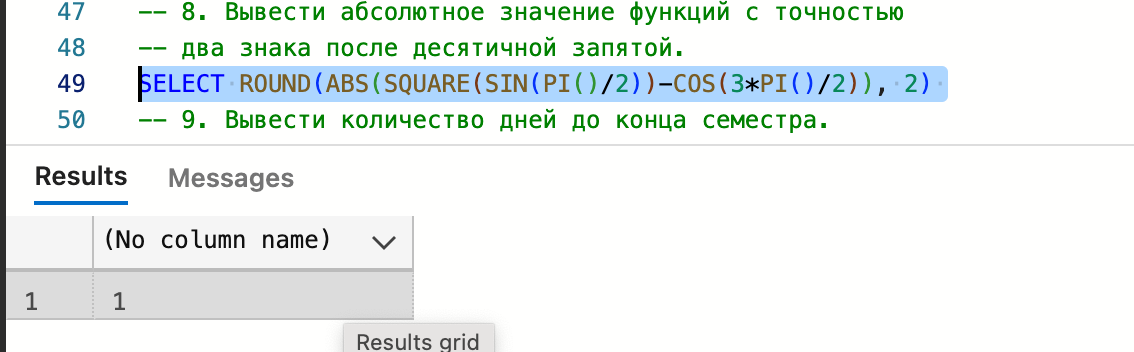 47 -- 8. Вывести абсолютное значение функций с точностью
48 -- два знака после десятичной запятой.
49 SELECT ROUND(ABS(SQUARE(SIN(PI()/2))-COS(3*PI()/2)), 2)
50 -- 9. Вывести количество дней до конца семестра.
Results Messages
(No column name)
1 1
Results grid